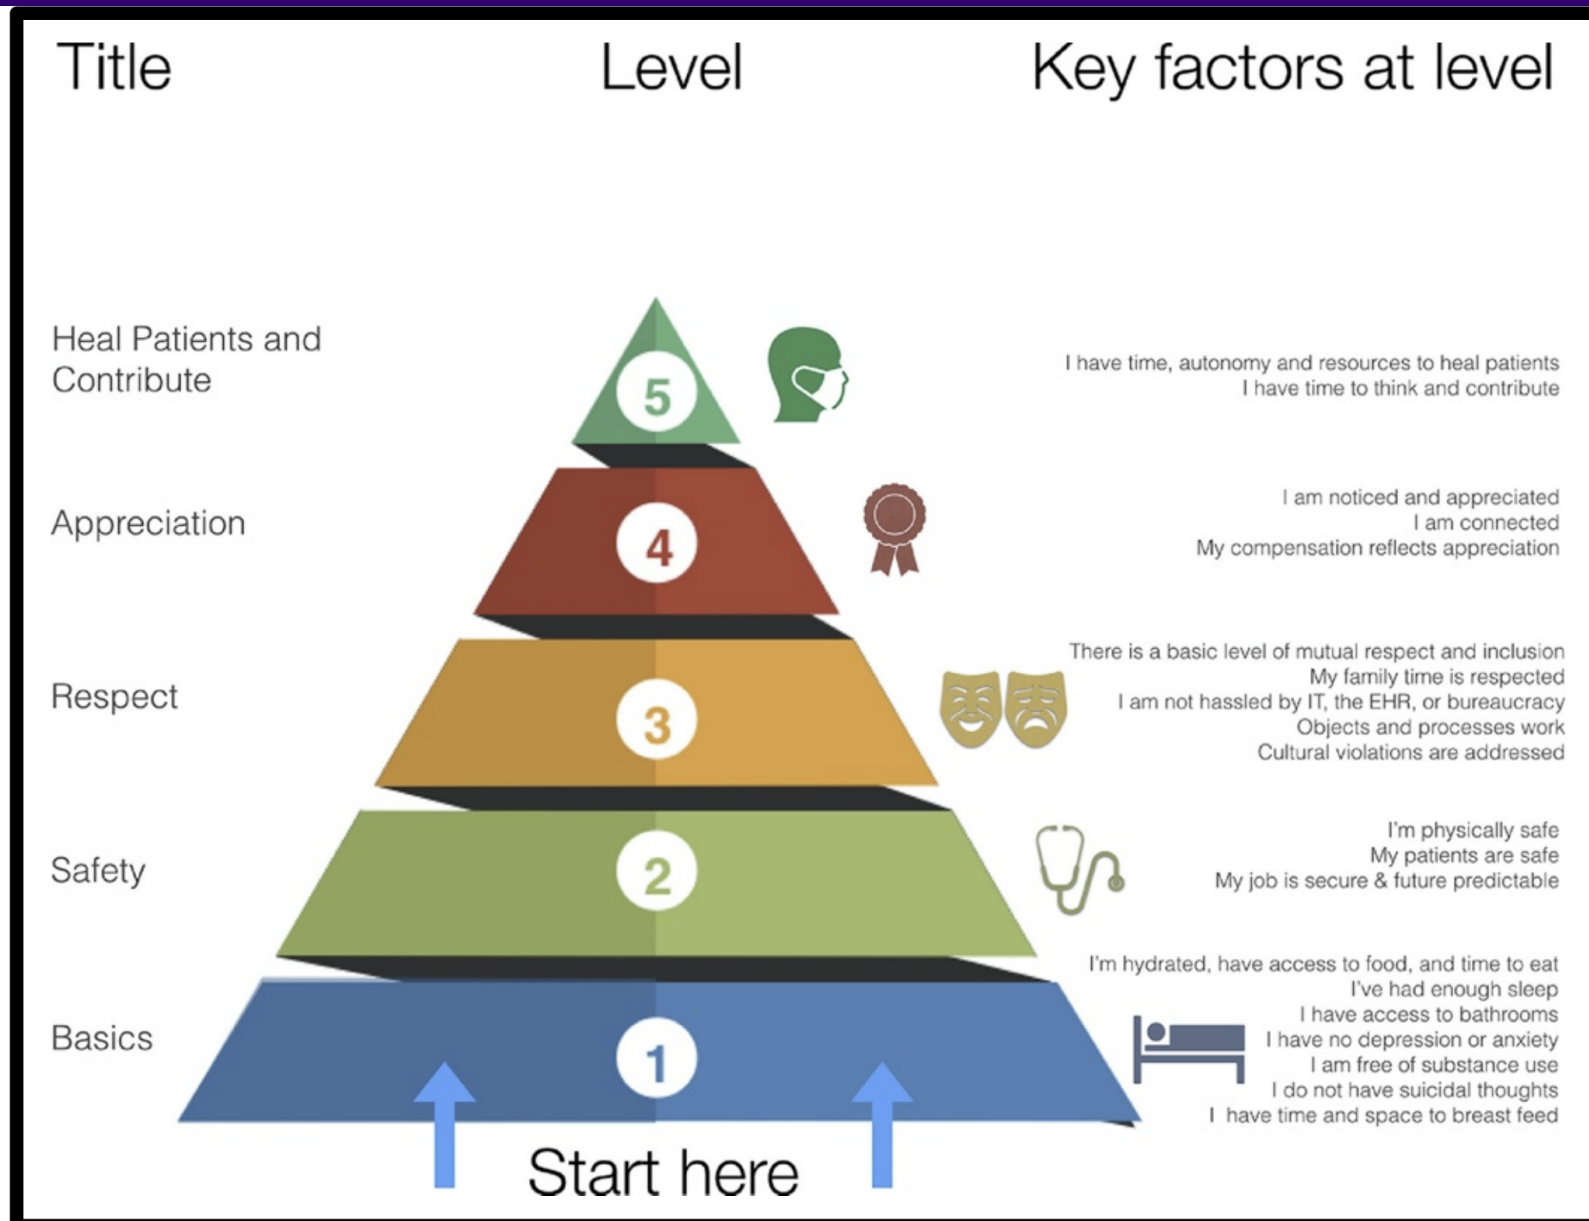 Title
Level
Key factors at level
Heal Patients and
Contribute
5
I have time, autonomy and resources to heal patients
I have time to think and contribute
Appreciation
4
I am noticed and appreciated
I am connected
My compensation reflects appreciation
Respect
3
There is a basic level of mutual respect and inclusion
My family time is respected
I am not hassled by IT, the EHR, or bureaucracy
Objects and processes work
Cultural violations are addressed
Safety
2
I'm physically safe
My patients are safe
My job is secure & future predictable
Basics
1
I'm hydrated, have access to food, and time to eat
I've had enough sleep
I have access to bathrooms
I have no depression or anxiety
I am free of substance use
I do not have suicidal thoughts
I have time and space to breast feed
Start here